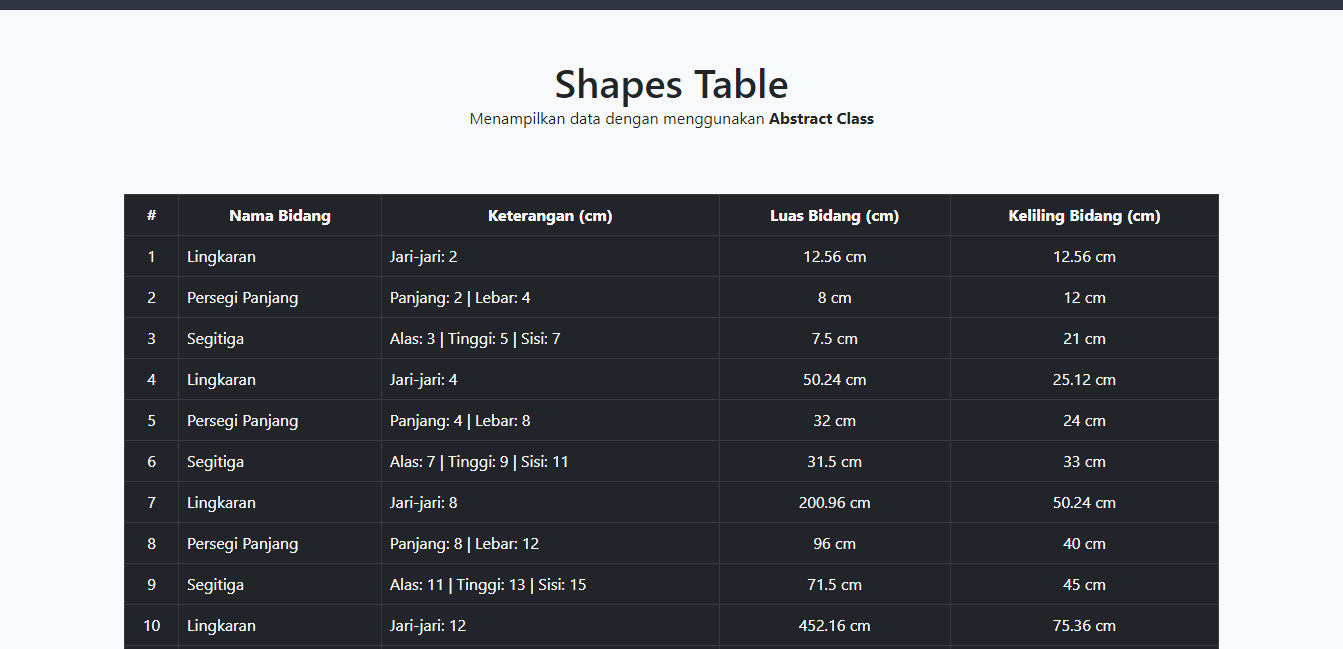 Shapes Table
Menampilkan data dengan menggunakan Abstract Class
# Nama Bidang Keterangan (cm) Luas Bidang (cm) Keliling Bidang (cm)
1 Lingkaran Jari-jari: 2 12.56 cm 12.56 cm
2 Persegi Panjang Panjang: 2 | Lebar: 4 8 cm 12 cm
3 Segitiga Alas: 3 | Tinggi: 5 | Sisi: 7 7.5 cm 21 cm
4 Lingkaran Jari-jari: 4 50.24 cm 25.12 cm
5 Persegi Panjang Panjang: 4 | Lebar: 8 32 cm 24 cm
6 Segitiga Alas: 7 | Tinggi: 9 | Sisi: 11 31.5 cm 33 cm
7 Lingkaran Jari-jari: 8 200.96 cm 50.24 cm
8 Persegi Panjang Panjang: 8 | Lebar: 12 96 cm 40 cm
9 Segitiga Alas: 11 | Tinggi: 13 | Sisi: 15 71.5 cm 45 cm
10 Lingkaran Jari-jari: 12 452.16 cm 75.36 cm